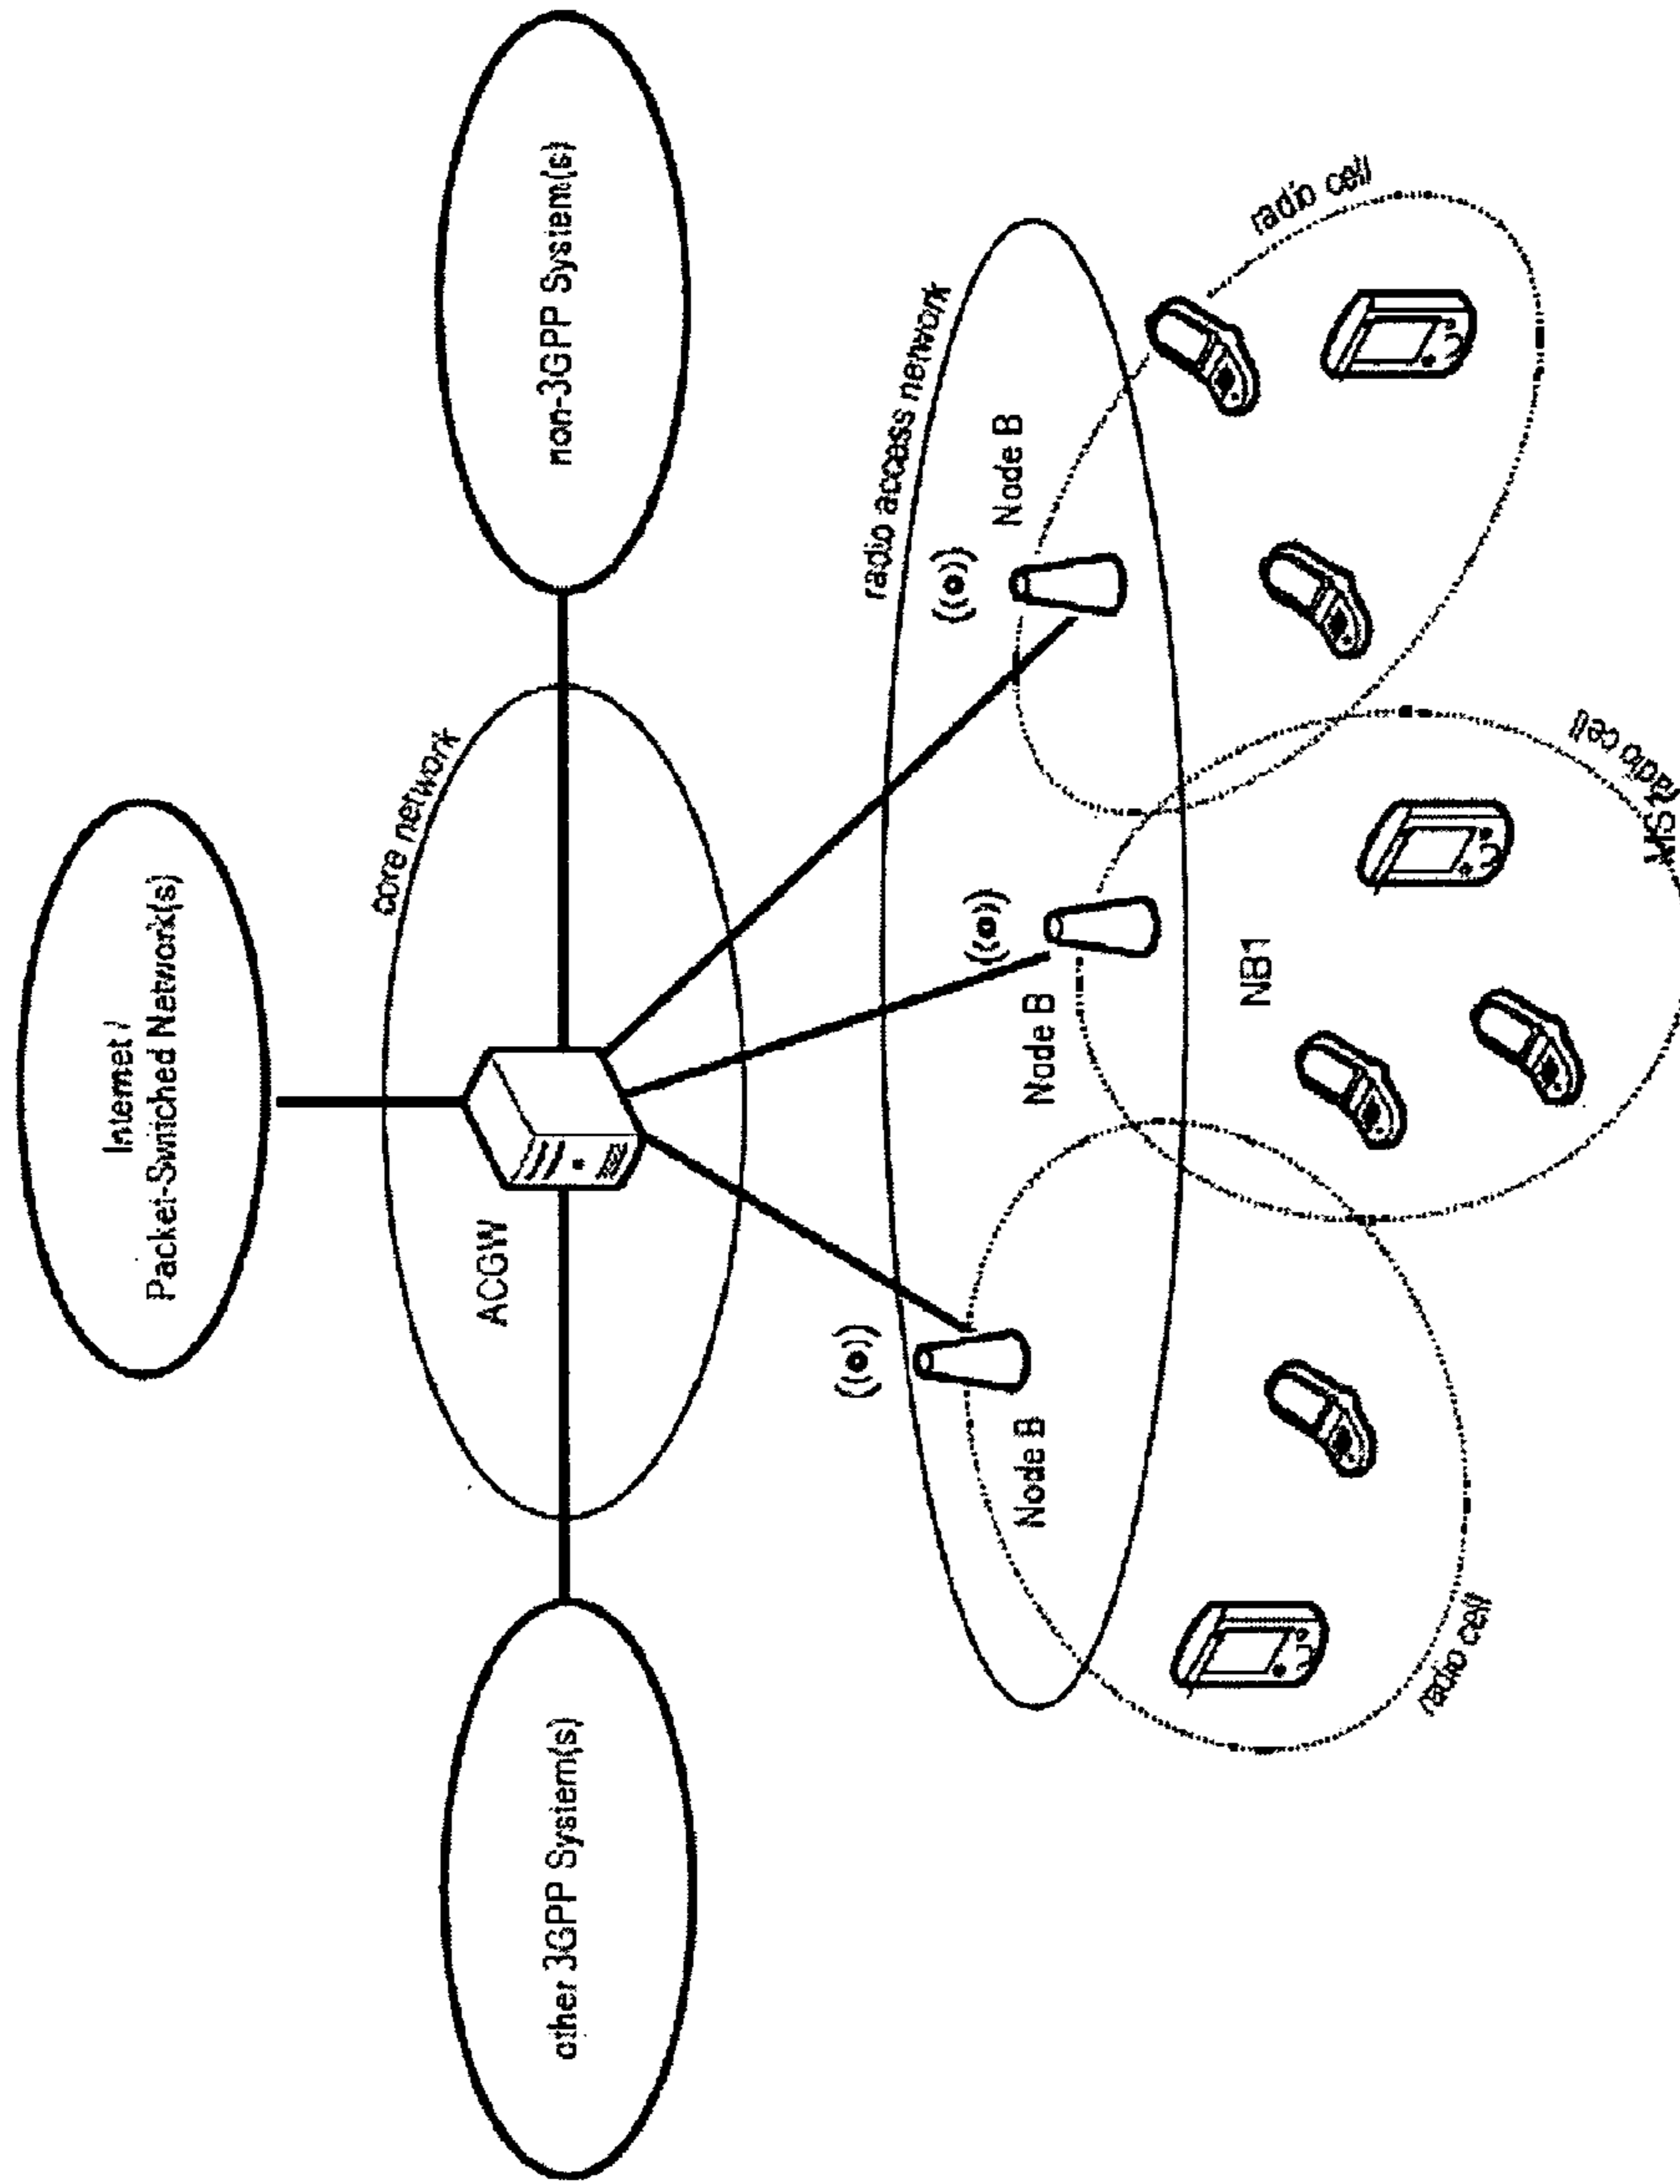 Internet /
Packet-Switched Network(s)
other 3GPP System(s)
ACGW
core network
non-3GPP System(s)
radio access network
Node B
Node B
Node B
NB1
radio cell
MS1
radio cell
radio cell